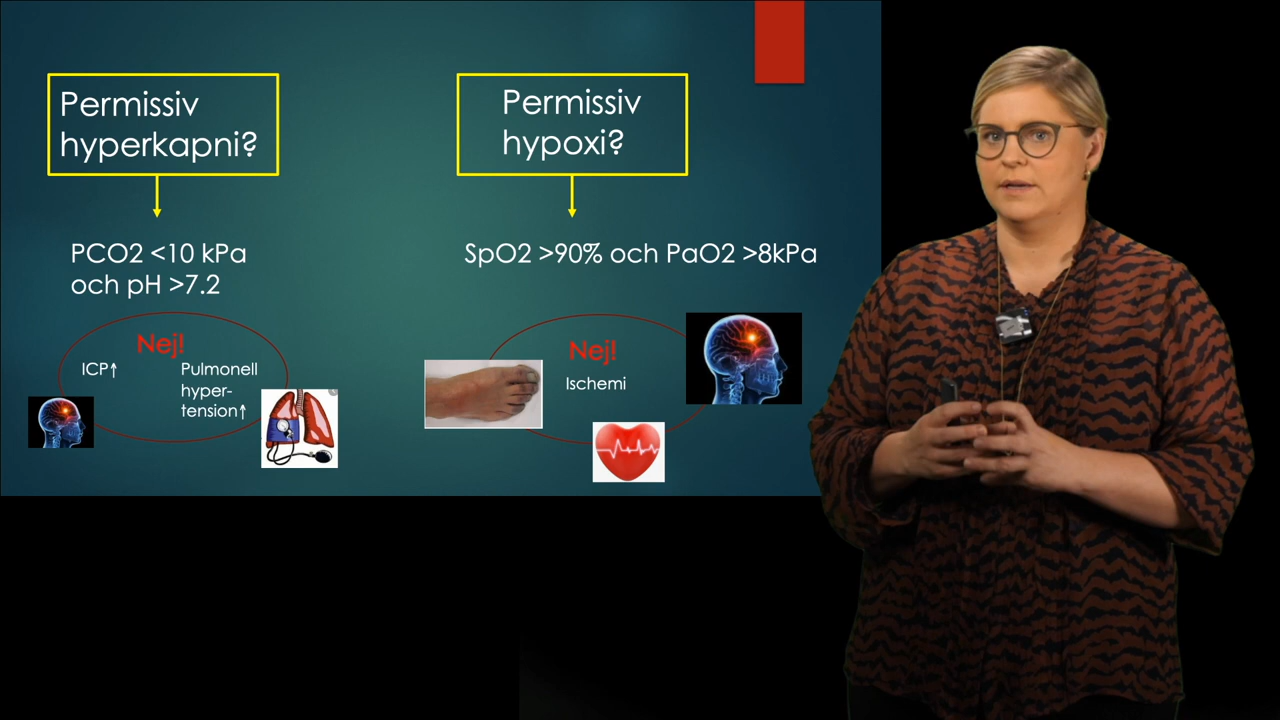 Permissiv
hyperkapni?
PCO2 <10 kPa
och pH >7.2
Nej!
ICP↑
Pulmonell
hyper-
tension↑
Permissiv
hypoxi?
SpO2 >90% och PaO2 >8kPa
Nej!
Ischemi